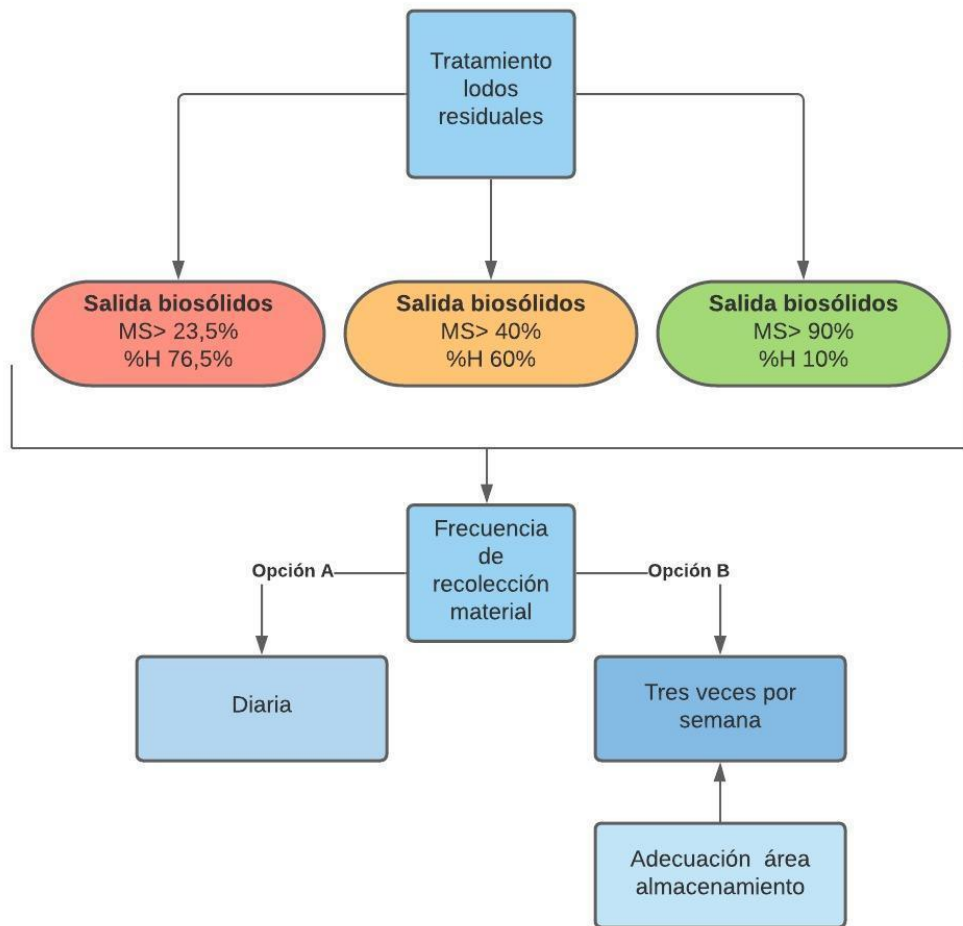 Tratamiento
lodos
residuales
Salida biosólidos
MS> 23,5%
%H 76,5%
Salida biosólidos
MS> 40%
%H 60%
Salida biosólidos
MS> 90%
%H 10%
Frecuencia
de
recolección
material
Opción A
Opción B
Diaria
Tres veces por
semana
Adecuación área
almacenamiento